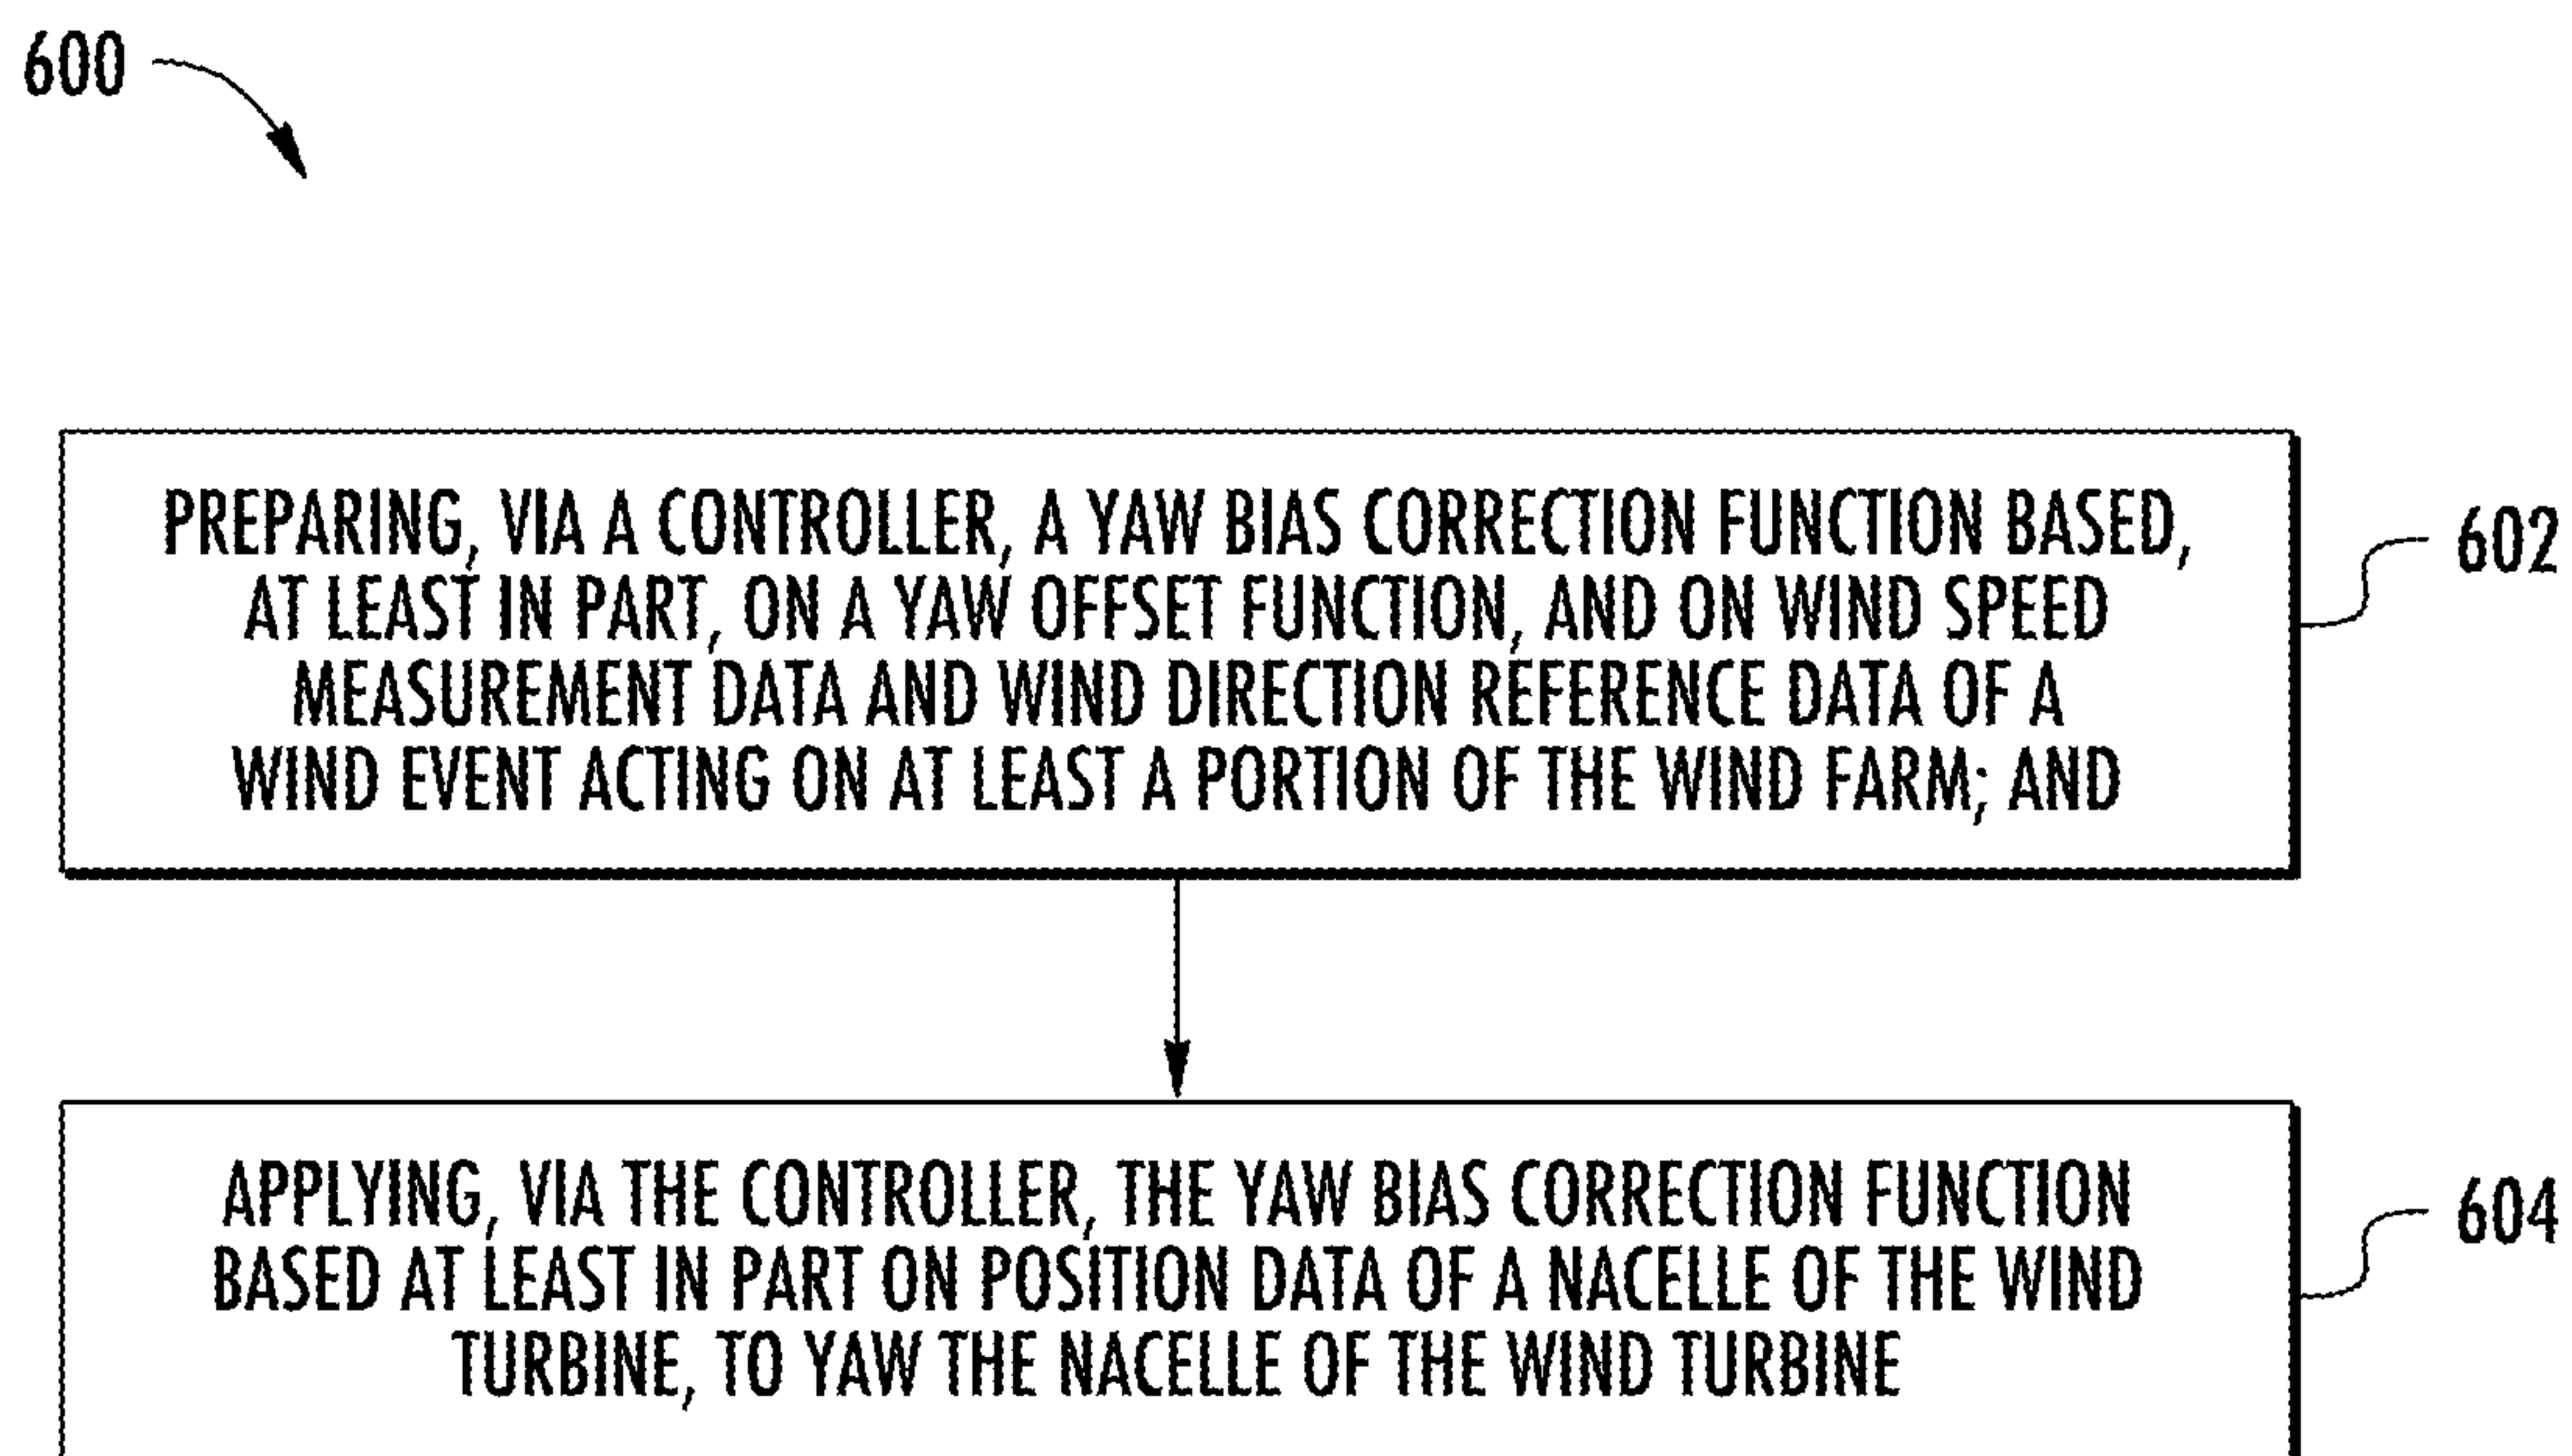 600
PREPARING, VIA A CONTROLLER, A YAW BIAS CORRECTION FUNCTION BASED,
AT LEAST IN PART, ON A YAW OFFSET FUNCTION, AND ON WIND SPEED
MEASUREMENT DATA AND WIND DIRECTION REFERENCE DATA OF A
WIND EVENT ACTING ON AT LEAST A PORTION OF THE WIND FARM; AND
602
APPLYING, VIA THE CONTROLLER, THE YAW BIAS CORRECTION FUNCTION
BASED AT LEAST IN PART ON POSITION DATA OF A NACELLE OF THE WIND
TURBINE, TO YAW THE NACELLE OF THE WIND TURBINE
604